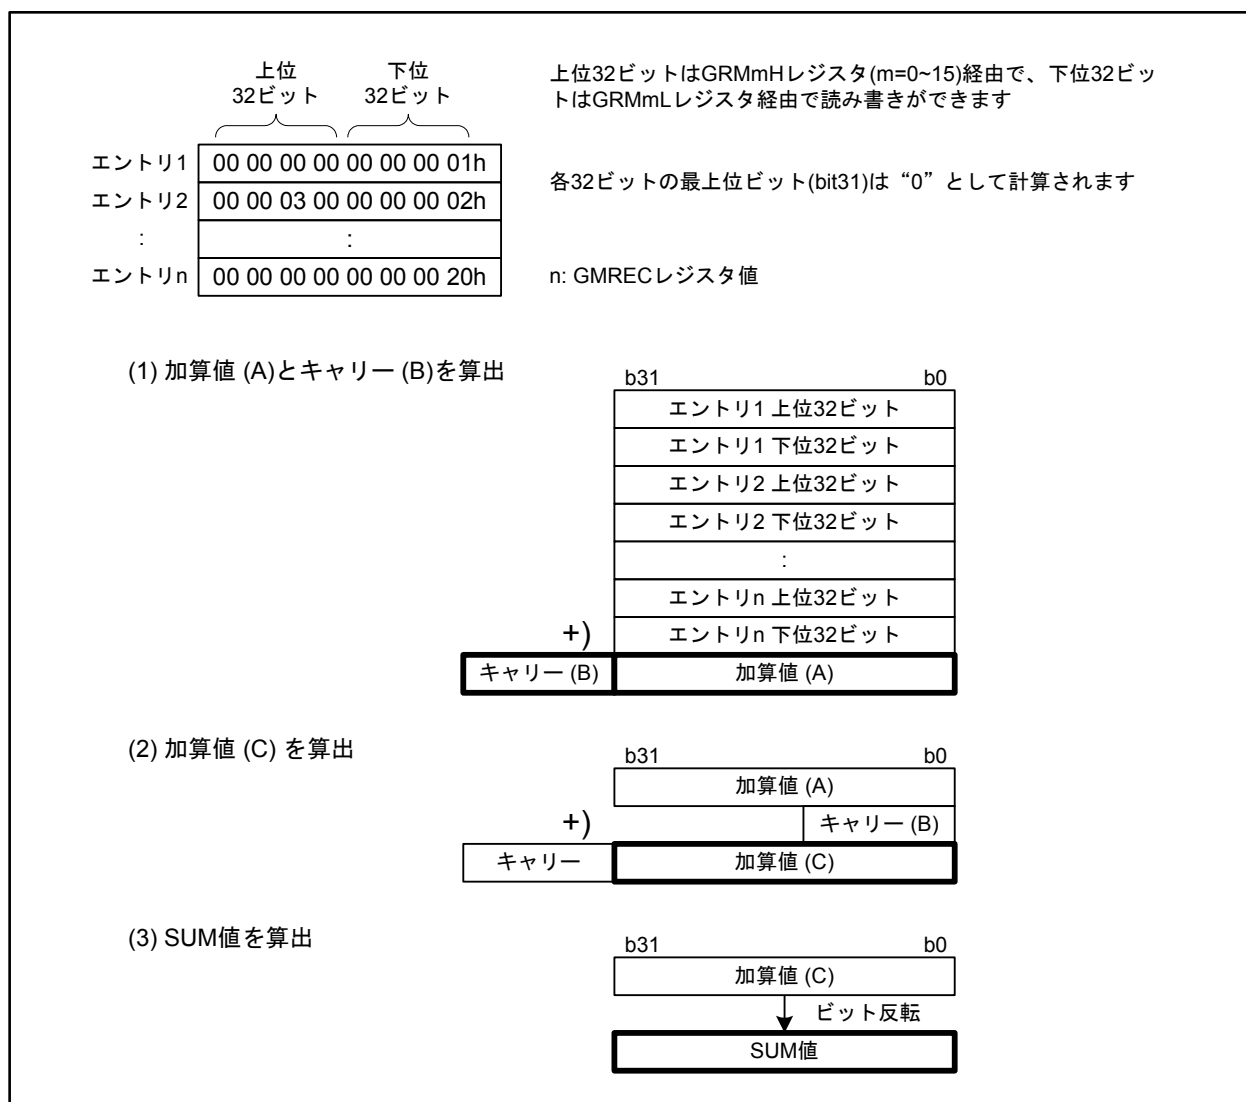 上位
32ビット
下位
32ビット
上位32ビットはGRMmHレジスタ(m=0~15)経由で、下位32ビッ
トはGRMmLレジスタ経由で読み書きができます
エントリ1 00 00 00 00 00 00 00 01h
各32ビットの最上位ビット(bit31)は“0”として計算されます
エントリ2 00 00 03 00 00 00 00 02h
: :
エントリn 00 00 00 00 00 00 00 20h
n: GMRECレジスタ値
(1) 加算値 (A)とキャリー (B)を算出
b31 b0
エントリ1 上位32ビット
エントリ1 下位32ビット
エントリ2 上位32ビット
エントリ2 下位32ビット
:
エントリn 上位32ビット
+) エントリn 下位32ビット
キャリー (B) 加算値 (A)
(2) 加算値 (C) を算出
b31 b0
加算値 (A)
+) キャリー (B)
キャリー 加算値 (C)
(3) SUM値を算出
b31 b0
加算値 (C)
ビット反転
SUM値